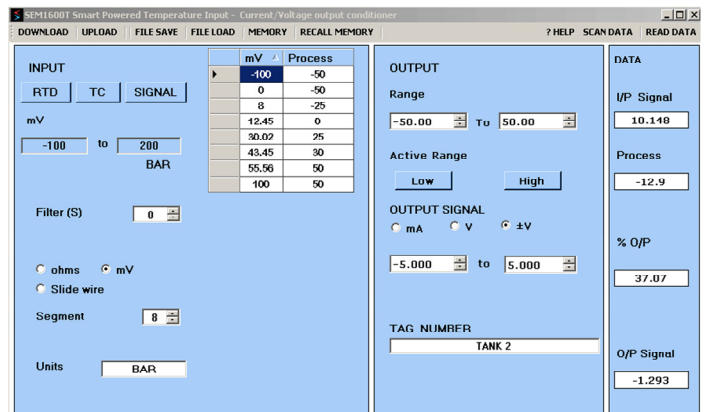 SEM1600T Smart Powered Temperature Input - Current/Voltage output conditioner
DOWNLOAD UPLOAD FILE SAVE FILE LOAD MEMORY RECALL MEMORY ? HELP SCAN DATA READ DATA
INPUT
RTD TC SIGNAL
mV
-100 to 200
BAR
Filter (S) 0
ohms mV
Slide wire
Segment 8
Units BAR
mV Process
-100 -50
0 -50
8 -25
12.45 0
30.02 25
43.45 30
55.56 50
100 50
OUTPUT
Range
-50.00 To 50.00
Active Range
Low High
OUTPUT SIGNAL
mA V ±V
-5.000 to 5.000
TAG NUMBER
TANK 2
DATA
I/P Signal
10.148
Process
-12.9
% O/P
37.07
O/P Signal
-1.293